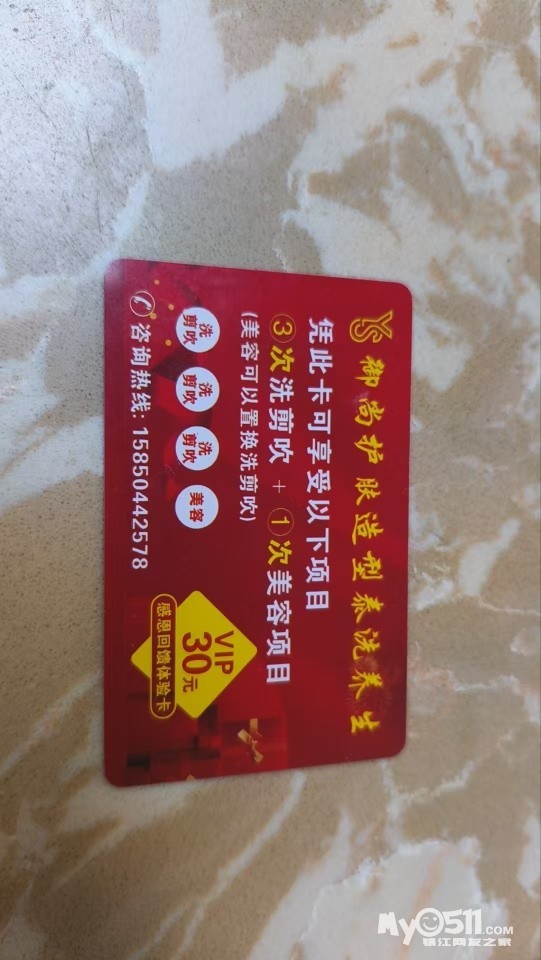 YS 御尚护肤造型泰洗养生
凭此卡可享受以下项目
③次洗剪吹 + ①次美容项目
(美容可以置换洗剪吹)
洗剪吹 洗剪吹 洗剪吹 美容
VIP
30元
感恩回馈体验卡
咨询热线: 15850442578
My0511.COM
镇江网友之家